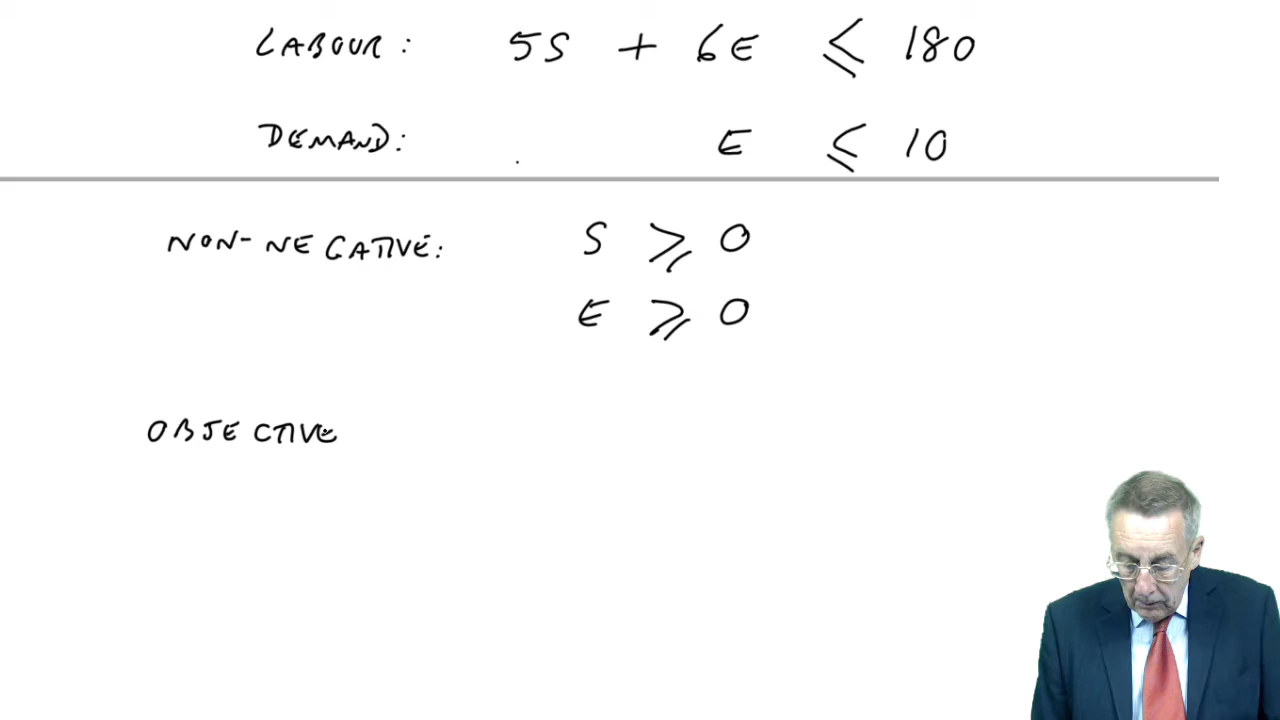 LABOUR: 5S + 6E ≤ 180
DEMAND: E ≤ 10
NON-NEGATIVE: S ≥ 0
E ≥ 0
OBJECTIVE